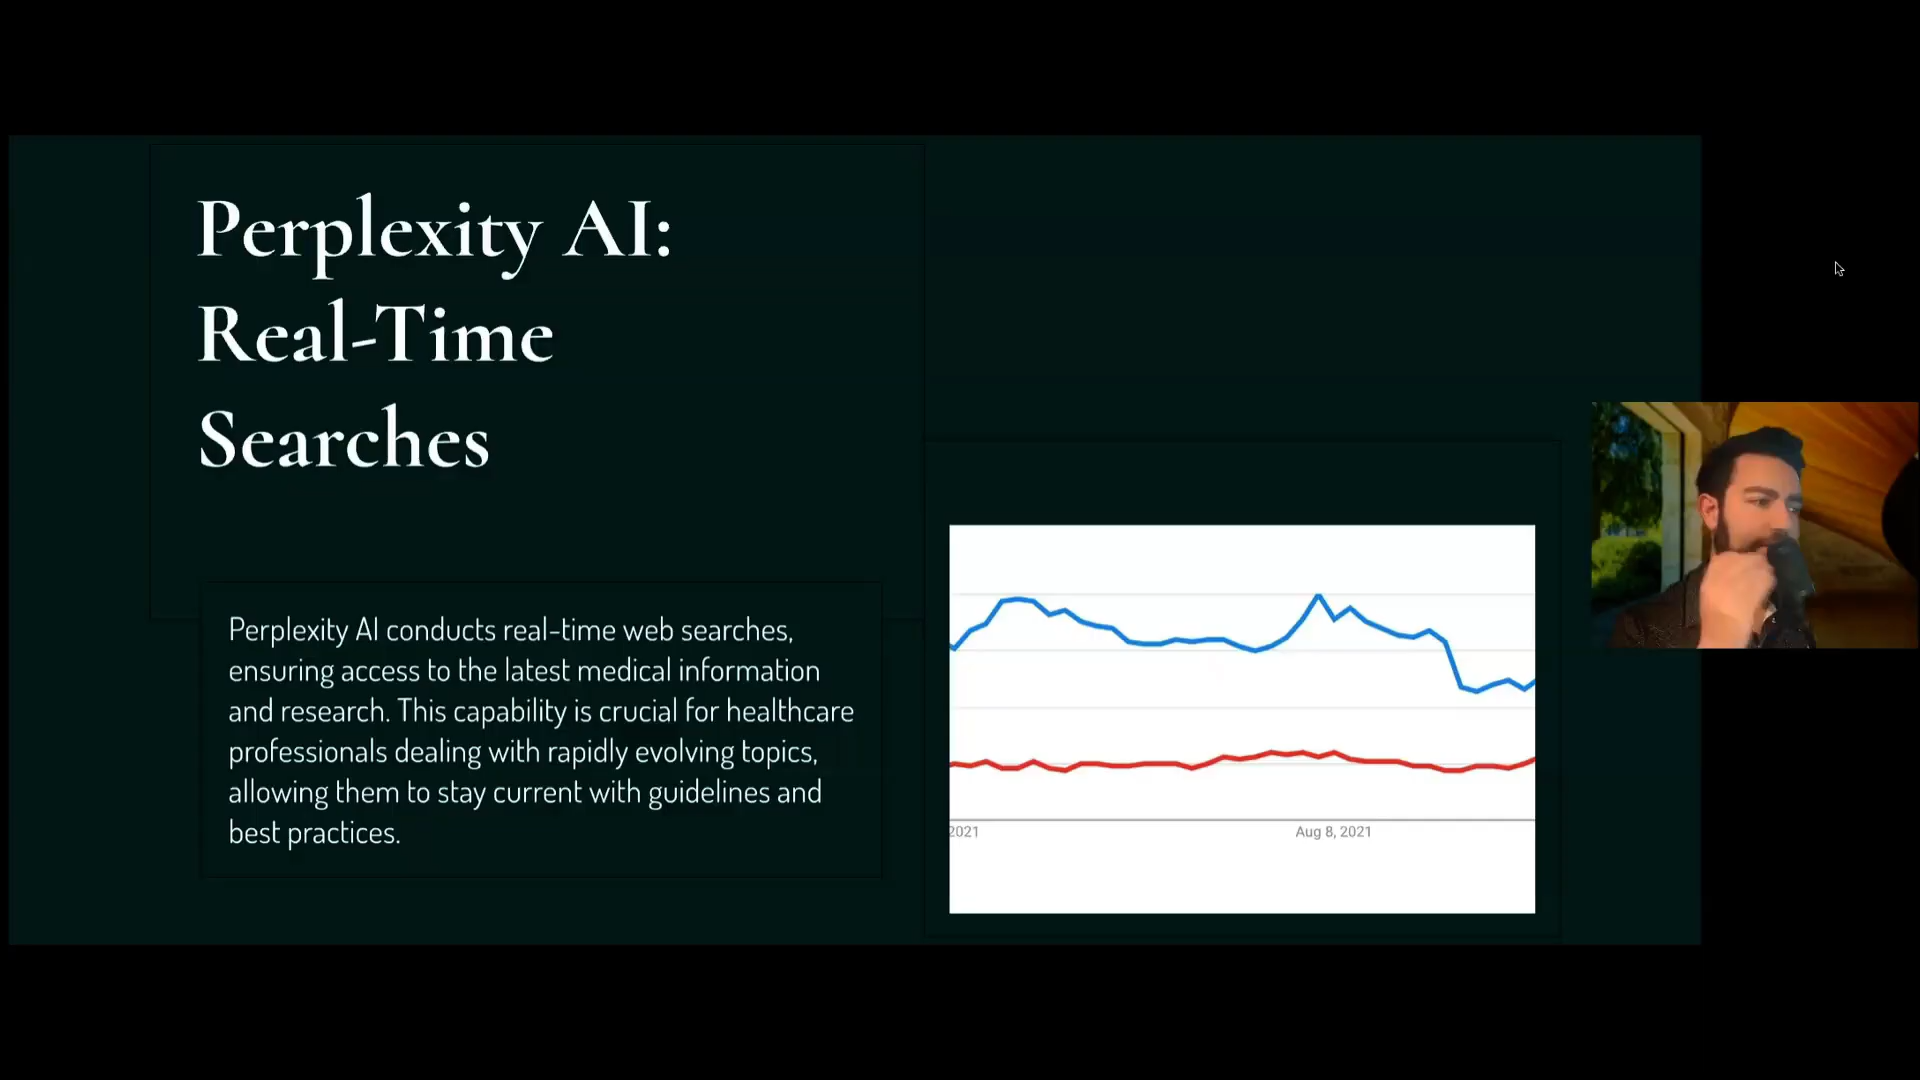 Perplexity AI:
Real-Time
Searches
Perplexity AI conducts real-time web searches,
ensuring access to the latest medical information
and research. This capability is crucial for healthcare
professionals dealing with rapidly evolving topics,
allowing them to stay current with guidelines and
best practices.
2021
Aug 8, 2021